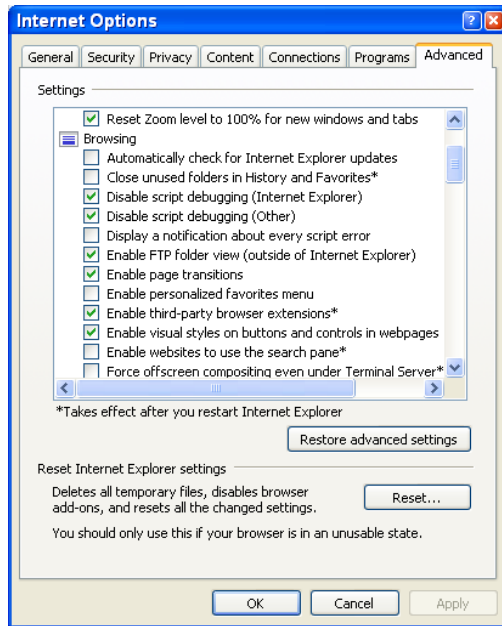 Internet Options
General Security Privacy Content Connections Programs Advanced
Settings
Reset Zoom level to 100% for new windows and tabs
Browsing
Automatically check for Internet Explorer updates
Close unused folders in History and Favorites*
Disable script debugging (Internet Explorer)
Disable script debugging (Other)
Display a notification about every script error
Enable FTP folder view (outside of Internet Explorer)
Enable page transitions
Enable personalized favorites menu
Enable third-party browser extensions*
Enable visual styles on buttons and controls in webpages
Enable websites to use the search pane*
Force offscreen compositing even under Terminal Server*
*Takes effect after you restart Internet Explorer
Restore advanced settings
Reset Internet Explorer settings
Deletes all temporary files, disables browser
add-ons, and resets all the changed settings.
Reset...
You should only use this if your browser is in an unusable state.
OK Cancel Apply